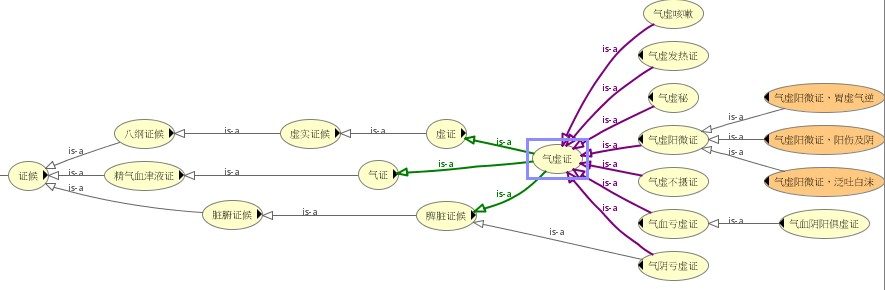 气虚咳嗽
is-a
气虚发热证
is-a
气虚秘
气虚阳微证·胃虚气逆
is-a
is-a
八纲证候
is-a
虚实证候
is-a
虚证
is-a
is-a
气虚阳微证
is-a
气虚阳微证·阳伤及阴
is-a
气虚证
is-a
is-a
证候
is-a
精气血津液证
is-a
气证
is-a
is-a
气虚不摄证
is-a
气虚阳微证·泛吐白沫
is-a
is-a
is-a
脏腑证候
is-a
脾脏证候
气血亏虚证
is-a
气血阴阳俱虚证
is-a
气阴亏虚证